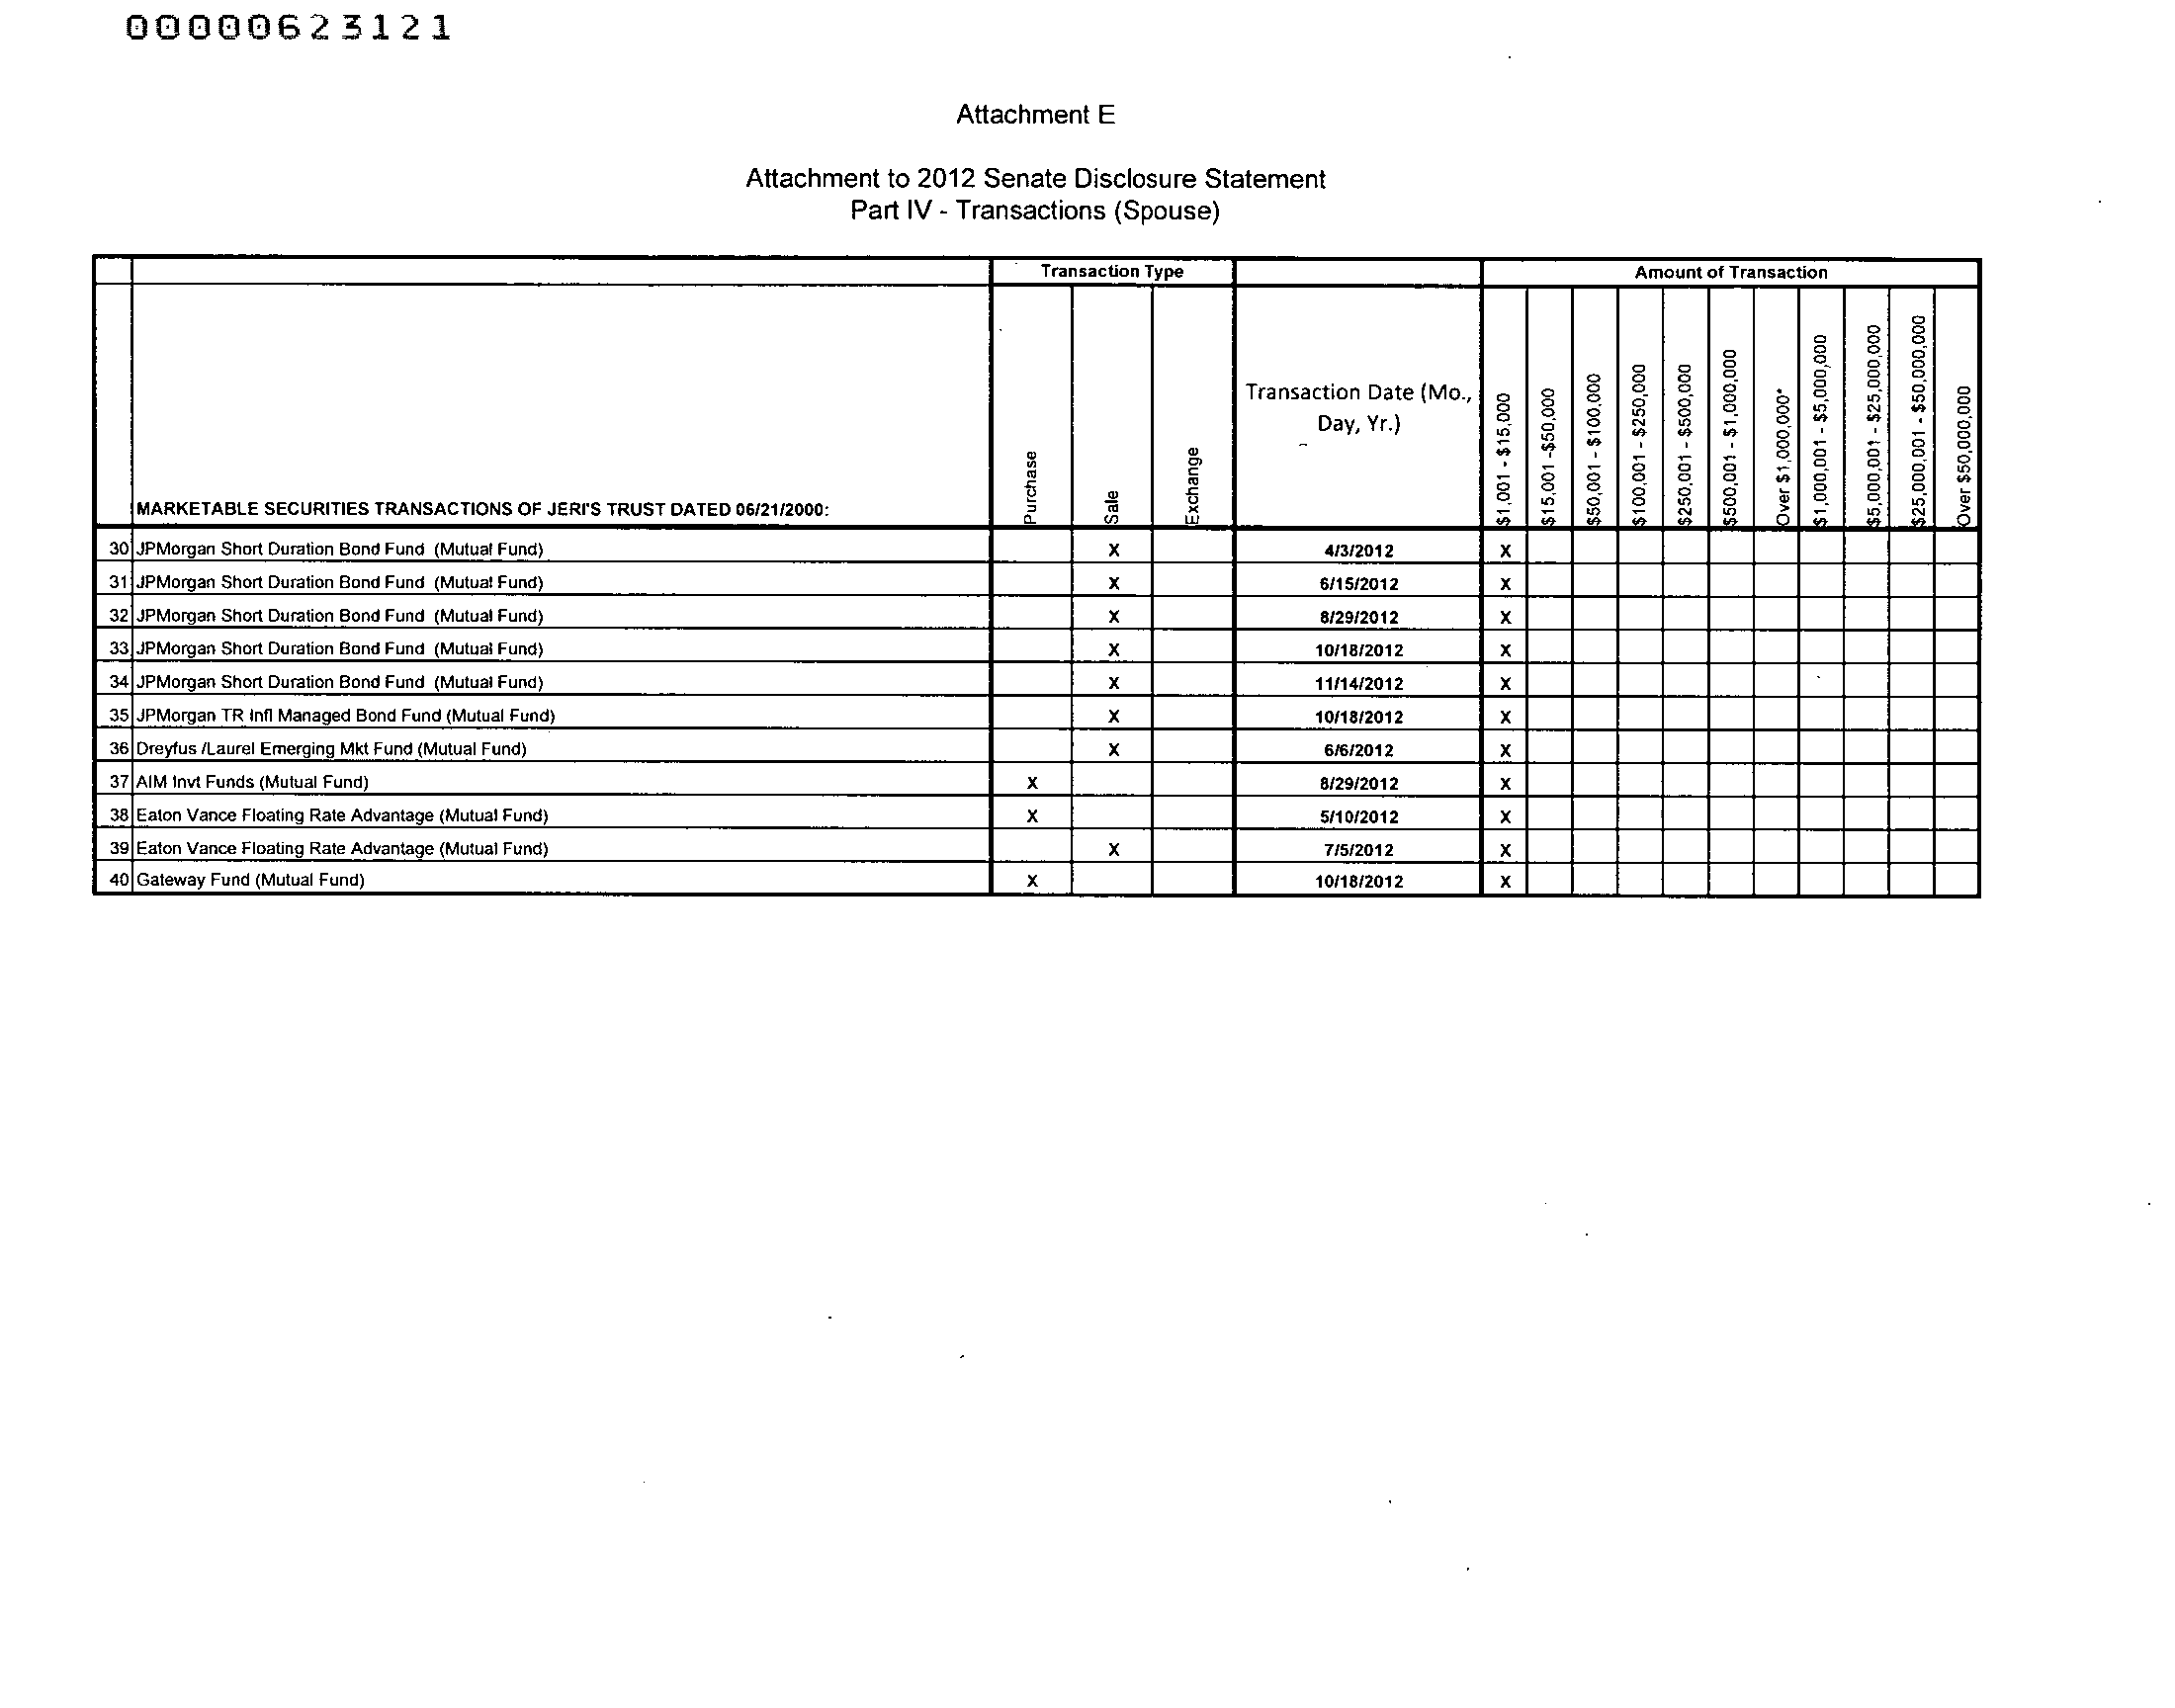 00000623121
Attachment E
Attachment to 2012 Senate Disclosure Statement
Part IV - Transactions (Spouse)
Transaction Type Amount of Transaction
MARKETABLE SECURITIES TRANSACTIONS OF JERI'S TRUST DATED 06/21/2000: Purchase Sale Exchange Transaction Date (Mo., Day, Yr.) $1,001 - $15,000 $15,001 -$50,000 $50,001 - $100,000 $100,001 - $250,000 $250,001 - $500,000 $500,001 - $1,000,000 Over $1,000,000* $1,000,001 - $5,000,000 $5,000,001 - $25,000,000 $25,000,001 - $50,000,000 Over $50,000,000
30 JPMorgan Short Duration Bond Fund (Mutual Fund) X 4/3/2012 X
31 JPMorgan Short Duration Bond Fund (Mutual Fund) X 6/15/2012 X
32 JPMorgan Short Duration Bond Fund (Mutual Fund) X 8/29/2012 X
33 JPMorgan Short Duration Bond Fund (Mutual Fund) X 10/18/2012 X
34 JPMorgan Short Duration Bond Fund (Mutual Fund) X 11/14/2012 X
35 JPMorgan TR Infl Managed Bond Fund (Mutual Fund) X 10/18/2012 X
36 Dreyfus /Laurel Emerging Mkt Fund (Mutual Fund) X 6/6/2012 X
37 AIM Invt Funds (Mutual Fund) X 8/29/2012 X
38 Eaton Vance Floating Rate Advantage (Mutual Fund) X 5/10/2012 X
39 Eaton Vance Floating Rate Advantage (Mutual Fund) X 7/5/2012 X
40 Gateway Fund (Mutual Fund) X 10/18/2012 X